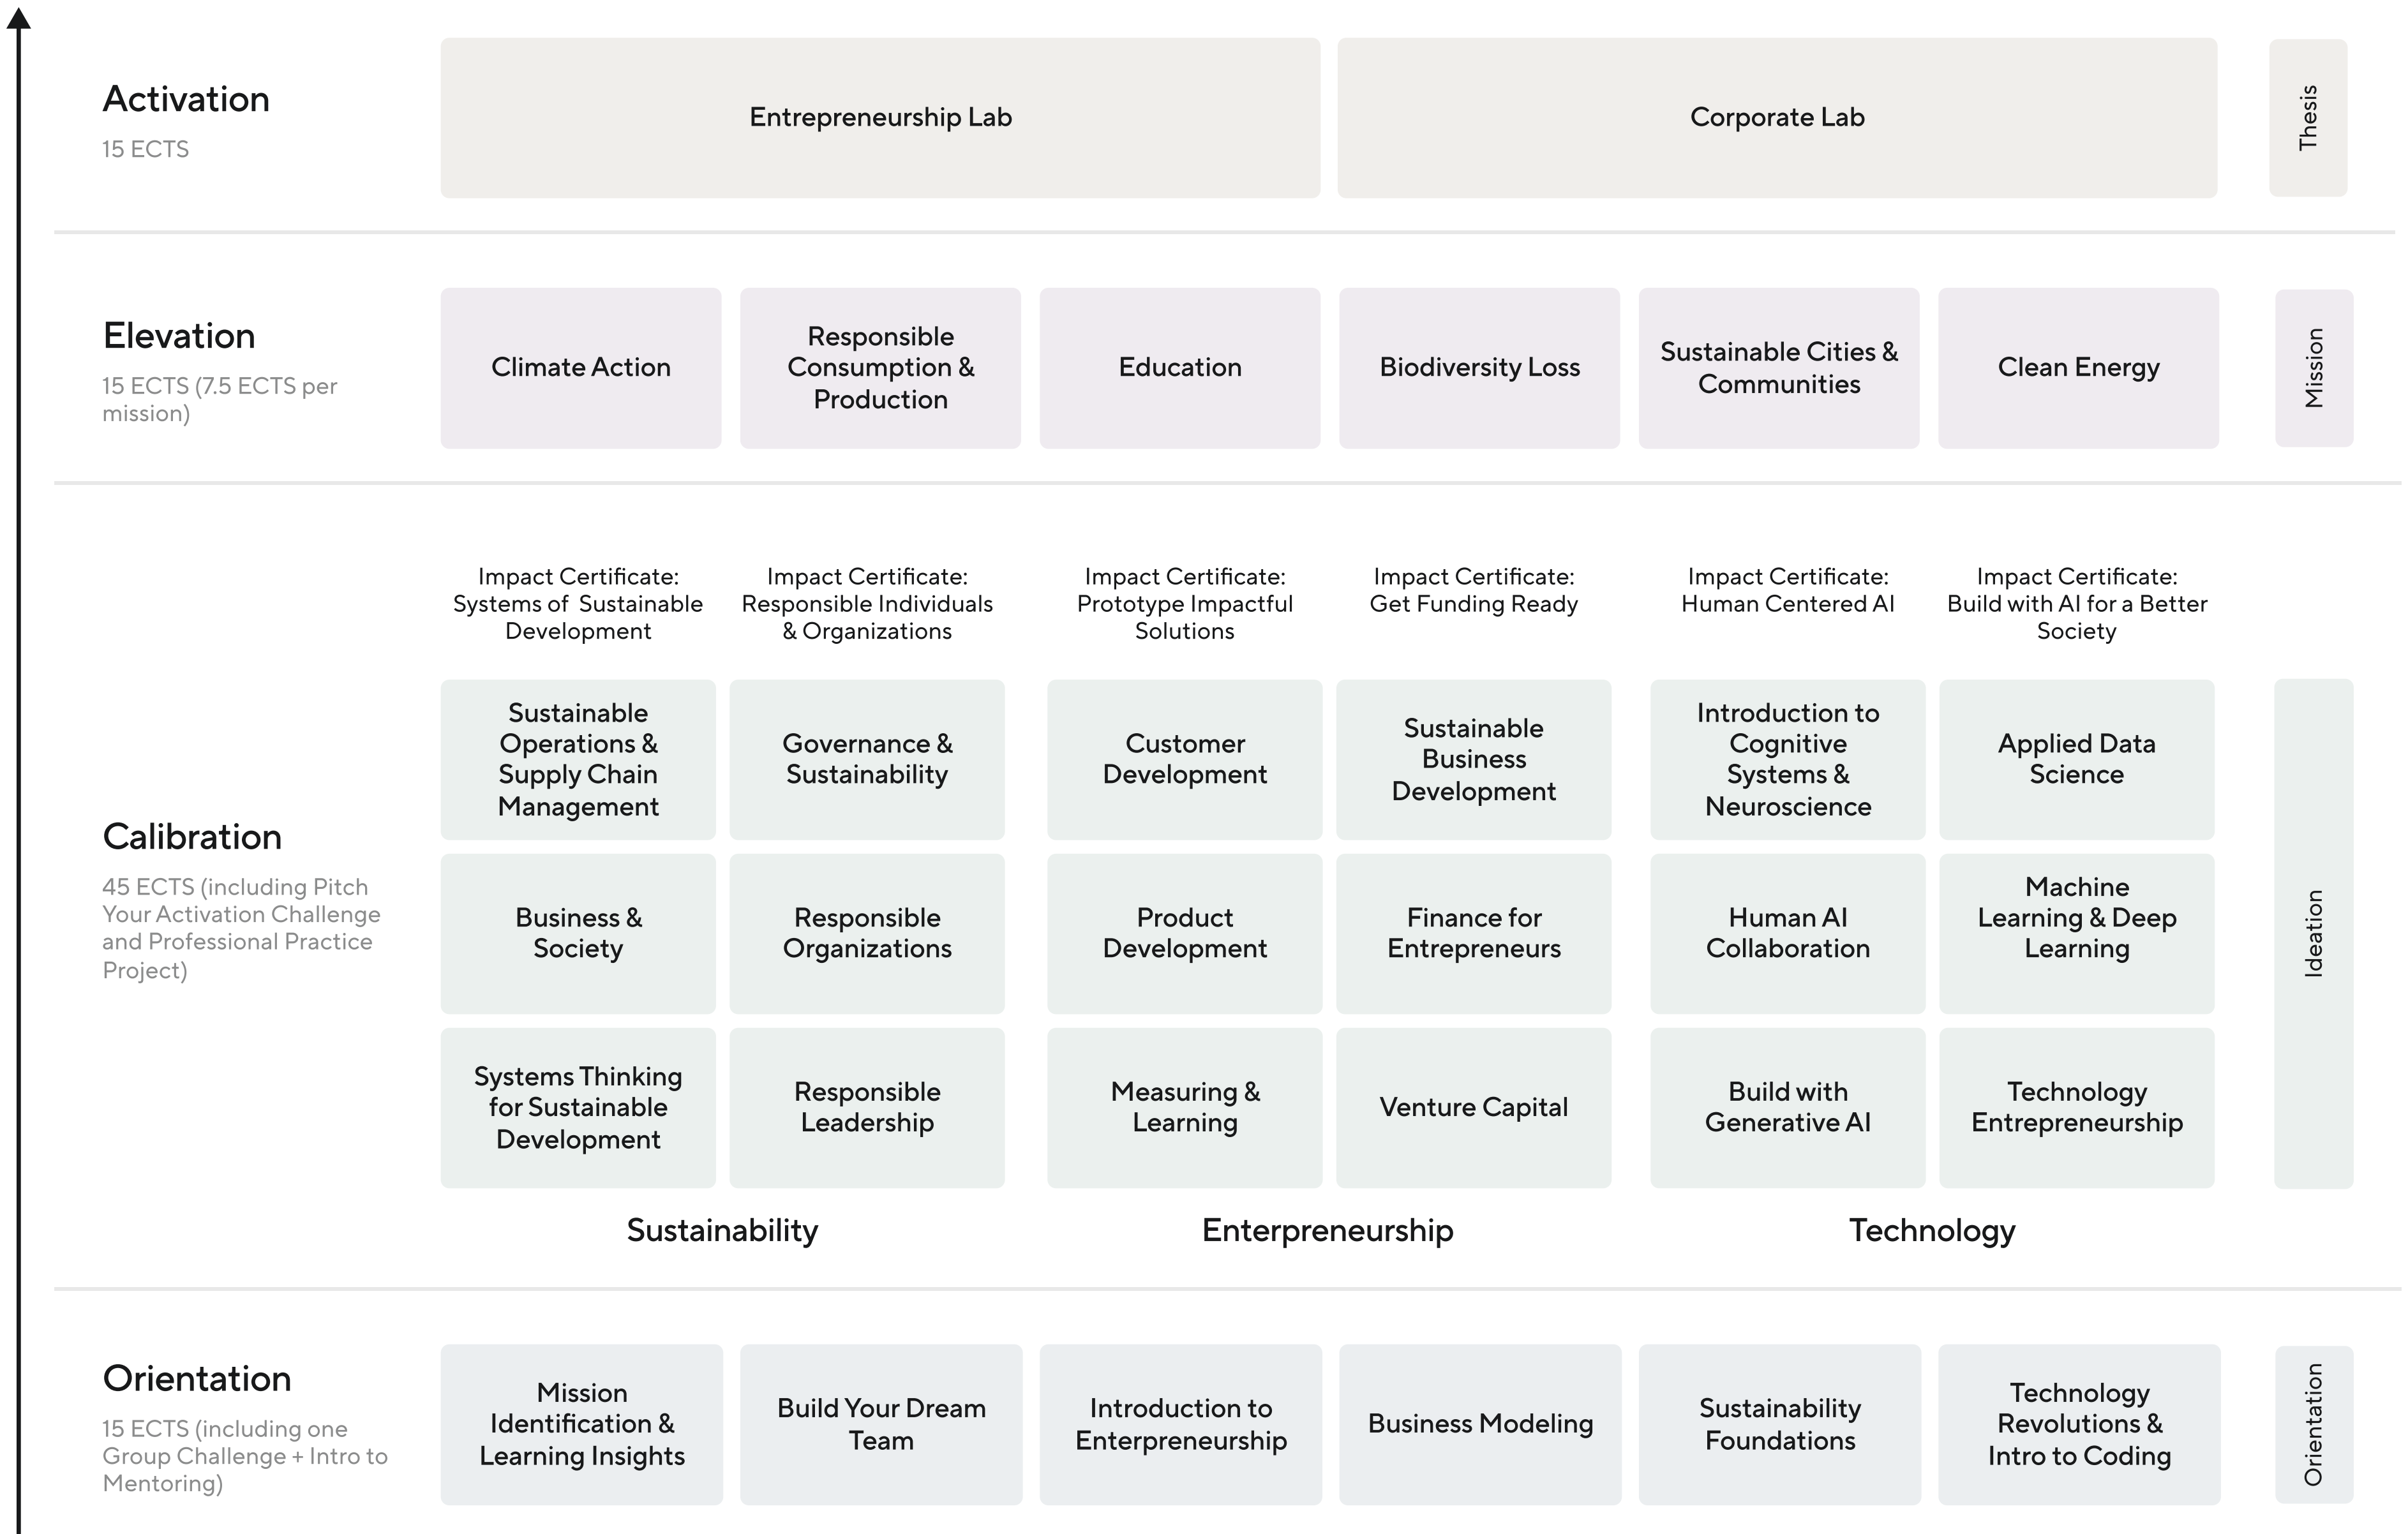 Activation
15 ECTS
Entrepreneurship Lab
Corporate Lab
Thesis
Elevation
15 ECTS (7.5 ECTS per
mission)
Climate Action
Responsible
Consumption &
Production
Education
Biodiversity Loss
Sustainable Cities &
Communities
Clean Energy
Mission
Impact Certificate:
Systems of Sustainable
Development
Impact Certificate:
Responsible Individuals
& Organizations
Impact Certificate:
Prototype Impactful
Solutions
Impact Certificate:
Get Funding Ready
Impact Certificate:
Human Centered AI
Impact Certificate:
Build with AI for a Better
Society
Calibration
45 ECTS (including Pitch
Your Activation Challenge
and Professional Practice
Project)
Sustainable
Operations &
Supply Chain
Management
Governance &
Sustainability
Customer
Development
Sustainable
Business
Development
Introduction to
Cognitive
Systems &
Neuroscience
Applied Data
Science
Business &
Society
Responsible
Organizations
Product
Development
Finance for
Entrepreneurs
Human AI
Collaboration
Machine
Learning & Deep
Learning
Systems Thinking
for Sustainable
Development
Responsible
Leadership
Measuring &
Learning
Venture Capital
Build with
Generative AI
Technology
Entrepreneurship
Ideation
Sustainability
Enterpreneurship
Technology
Orientation
15 ECTS (including one
Group Challenge + Intro to
Mentoring)
Mission
Identification &
Learning Insights
Build Your Dream
Team
Introduction to
Enterpreneurship
Business Modeling
Sustainability
Foundations
Technology
Revolutions &
Intro to Coding
Orientation